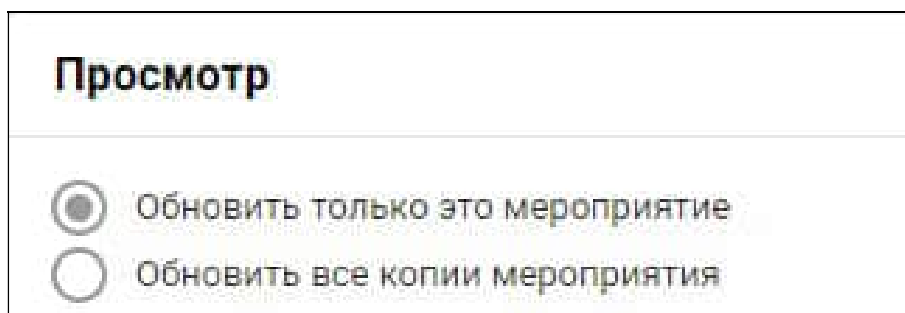 Просмотр
Обновить только это мероприятие
Обновить все копии мероприятия